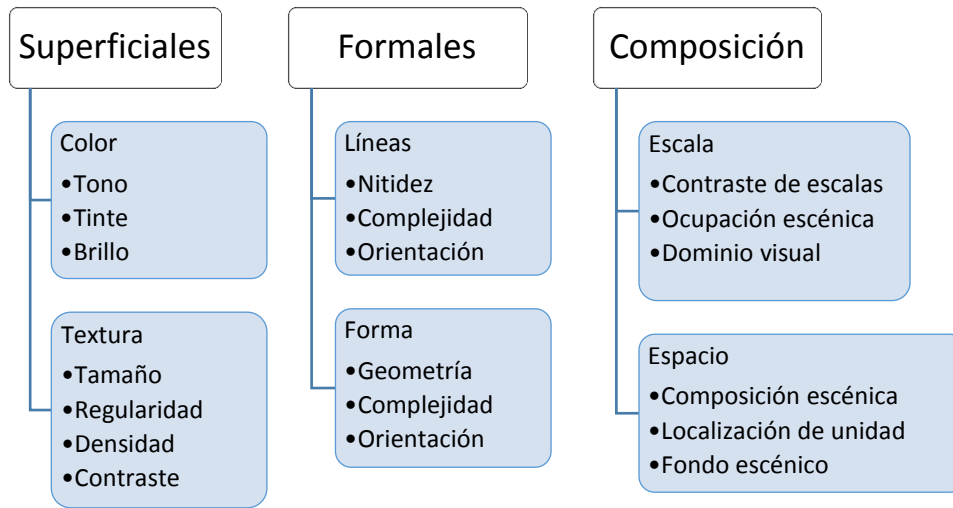 Superficiales
Color
•Tono
•Tinte
•Brillo
Textura
•Tamaño
•Regularidad
•Densidad
•Contraste
Formales
Líneas
•Nitidez
•Complejidad
•Orientación
Forma
•Geometría
•Complejidad
•Orientación
Composición
Escala
•Contraste de escalas
•Ocupación escénica
•Dominio visual
Espacio
•Composición escénica
•Localización de unidad
•Fondo escénico